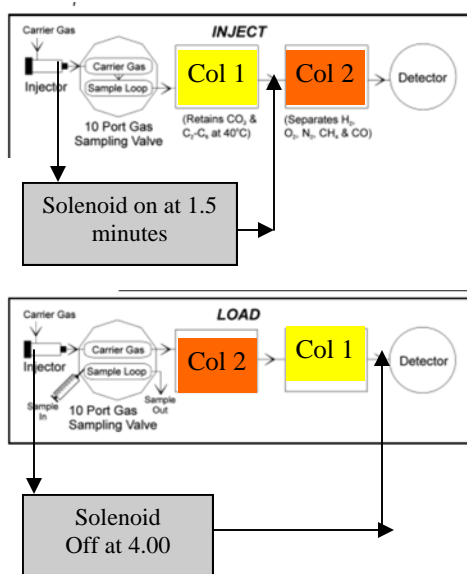 INJECT
Carrier Gas
Injector
Carrier Gas
Sample Loop
10 Port Gas
Sampling Valve
Col 1
(Retains CO₂ &
C₂-C₆ at 40°C)
Col 2
(Separates H₂,
O₂, N₂, CH₄ & CO)
Detector
Solenoid on at 1.5
minutes
LOAD
Carrier Gas
Injector
Carrier Gas
Sample Loop
Sample
In
Sample
Out
10 Port Gas
Sampling Valve
Col 2
Col 1
Detector
Solenoid
Off at 4.00